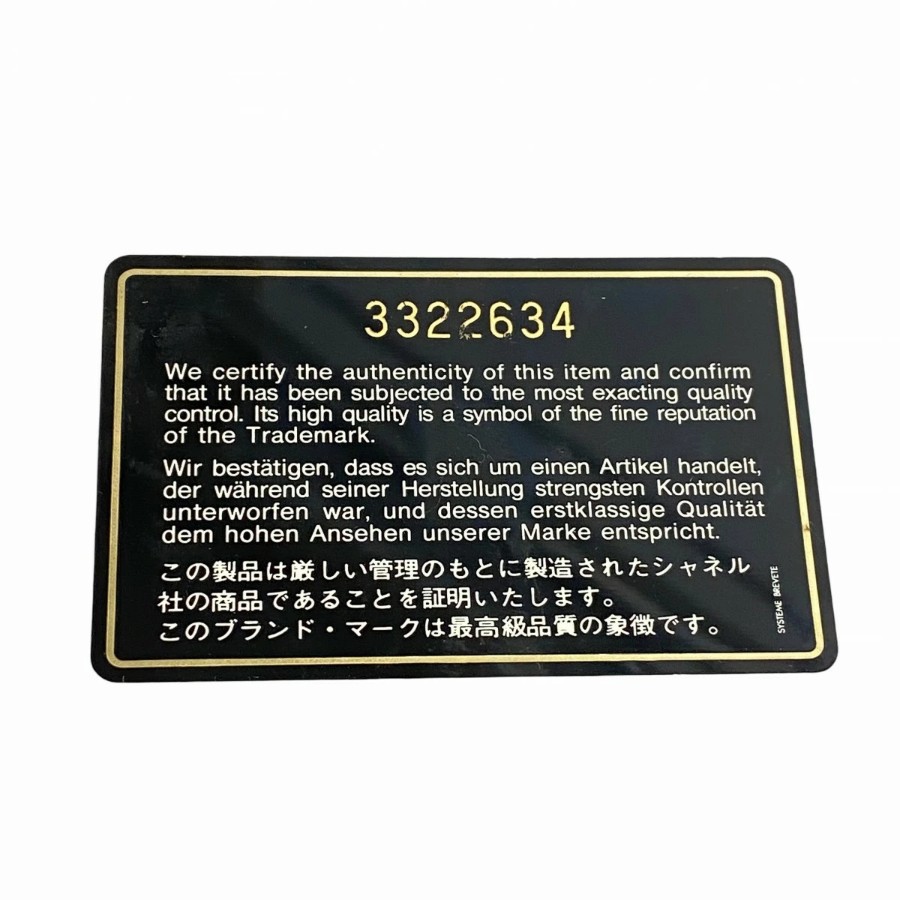 3322634
We certify the authenticity of this item and confirm
that it has been subjected to the most exacting quality
control. Its high quality is a symbol of the fine reputation
of the Trademark.
Wir bestätigen, dass es sich um einen Artikel handelt,
der während seiner Herstellung strengsten Kontrollen
unterworfen war, und dessen erstklassige Qualität
dem hohen Ansehen unserer Marke entspricht.
この製品は厳しい管理のもとに製造されたシャネル
社の商品であることを証明いたします。
このブランド・マークは最高級品質の象徴です。
SYSTEME BREVETE